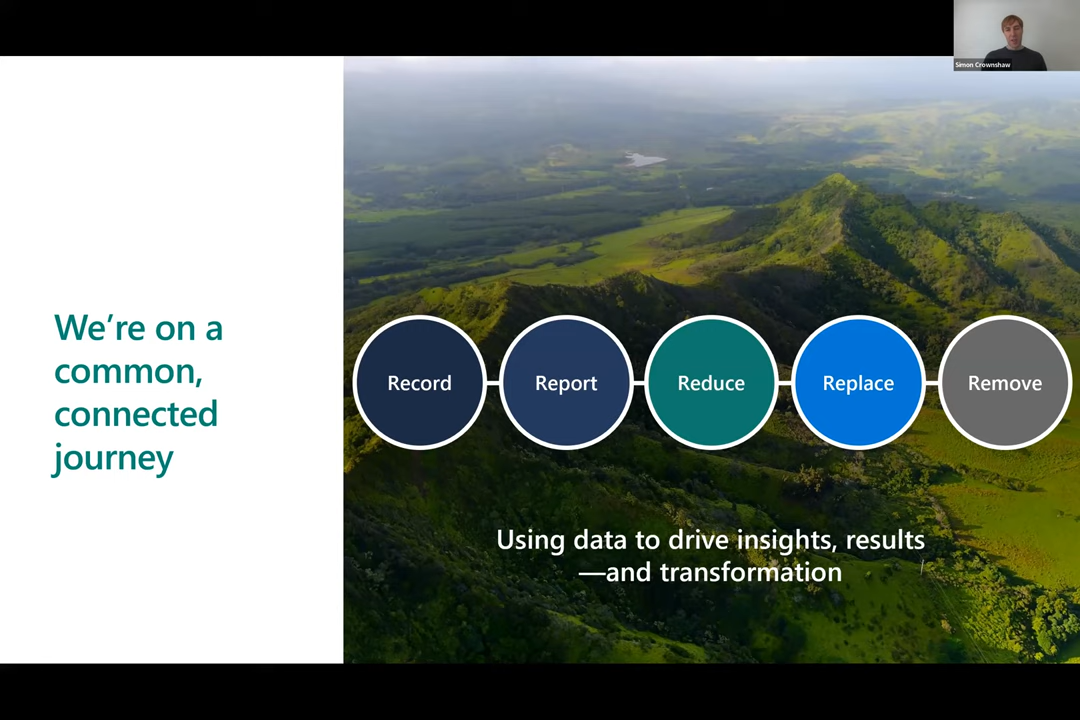 Simon Crownshaw
We're on a
common,
connected
journey
Record
Report
Reduce
Replace
Remove
Using data to drive insights, results
—and transformation